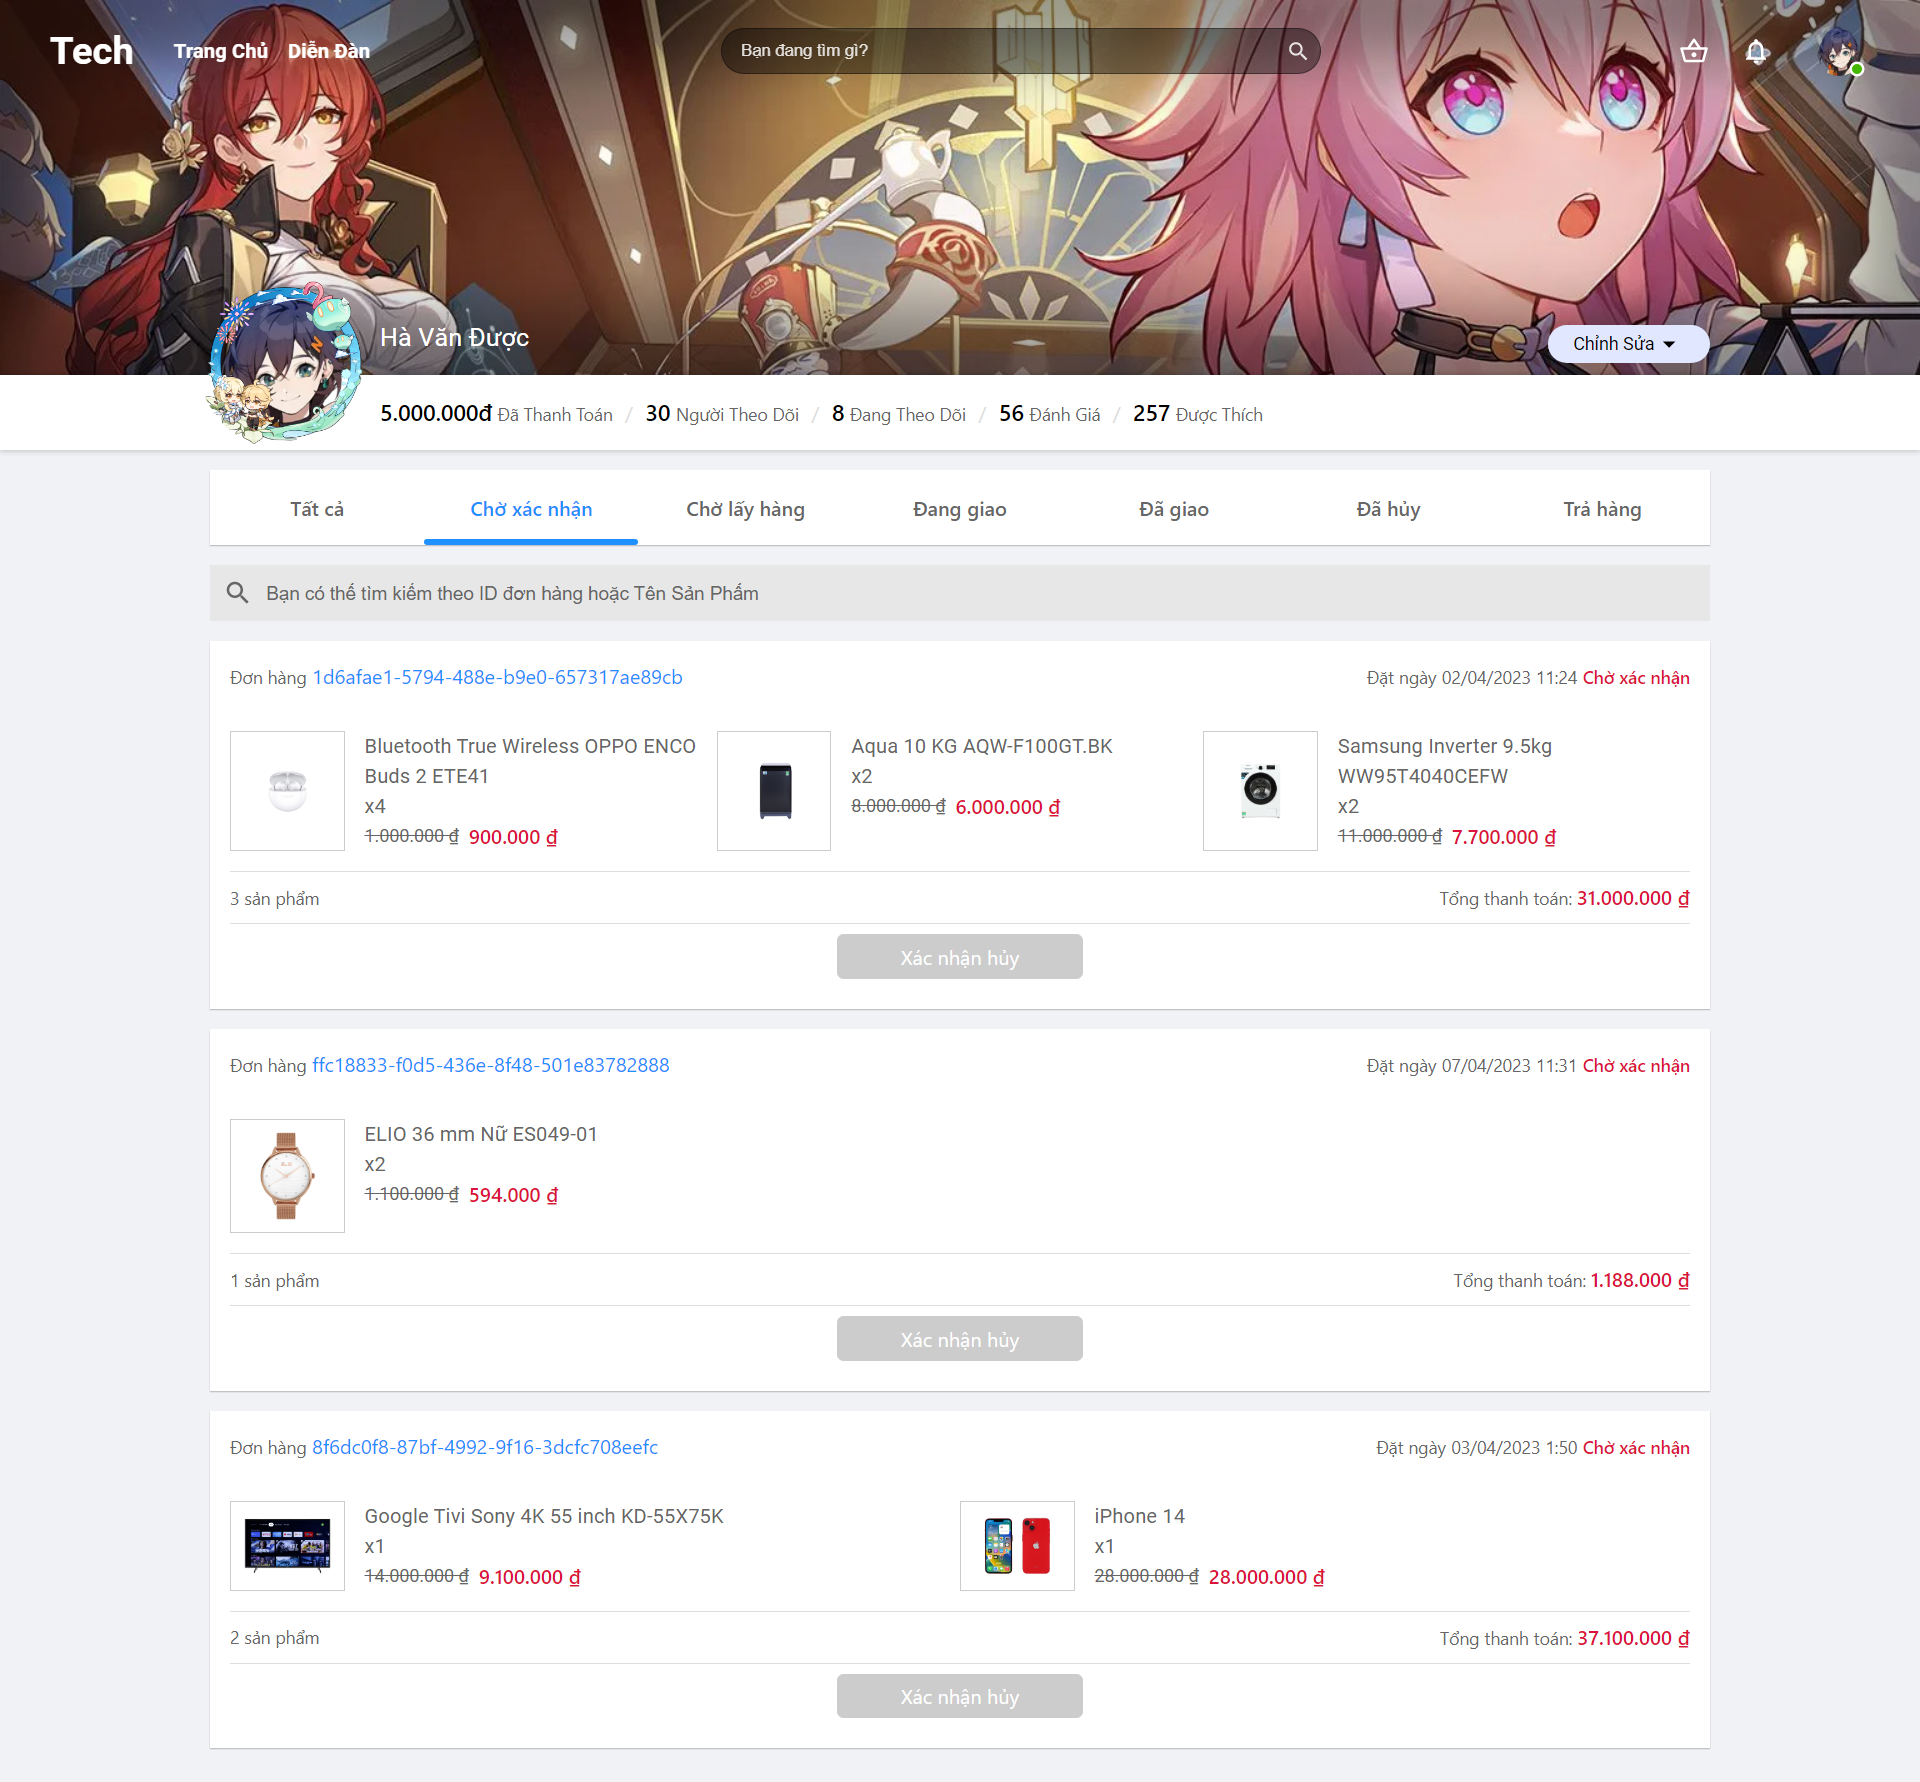 Tech Trang Chủ Diễn Đàn Bạn đang tìm gì?
Hà Văn Được
Chỉnh Sửa
5.000.000đ Đã Thanh Toán / 30 Người Theo Dõi / 8 Đang Theo Dõi / 56 Đánh Giá / 257 Được Thích
Tất cả Chờ xác nhận Chờ lấy hàng Đang giao Đã giao Đã hủy Trả hàng
Bạn có thể tìm kiếm theo ID đơn hàng hoặc Tên Sản Phẩm
Đơn hàng 1d6afae1-5794-488e-b9e0-657317ae89cb
Đặt ngày 02/04/2023 11:24 Chờ xác nhận
Bluetooth True Wireless OPPO ENCO
Buds 2 ETE41
x4
1.000.000 ₫ 900.000 ₫
Aqua 10 KG AQW-F100GT.BK
x2
8.000.000 ₫ 6.000.000 ₫
Samsung Inverter 9.5kg
WW95T4040CEFW
x2
11.000.000 ₫ 7.700.000 ₫
3 sản phẩm
Tổng thanh toán: 31.000.000 ₫
Xác nhận hủy
Đơn hàng ffc18833-f0d5-436e-8f48-501e83782888
Đặt ngày 07/04/2023 11:31 Chờ xác nhận
ELIO 36 mm Nữ ES049-01
x2
1.100.000 ₫ 594.000 ₫
1 sản phẩm
Tổng thanh toán: 1.188.000 ₫
Xác nhận hủy
Đơn hàng 8f6dc0f8-87bf-4992-9f16-3dcfc708eefc
Đặt ngày 03/04/2023 1:50 Chờ xác nhận
Google Tivi Sony 4K 55 inch KD-55X75K
x1
14.000.000 ₫ 9.100.000 ₫
iPhone 14
x1
28.000.000 ₫ 28.000.000 ₫
2 sản phẩm
Tổng thanh toán: 37.100.000 ₫
Xác nhận hủy